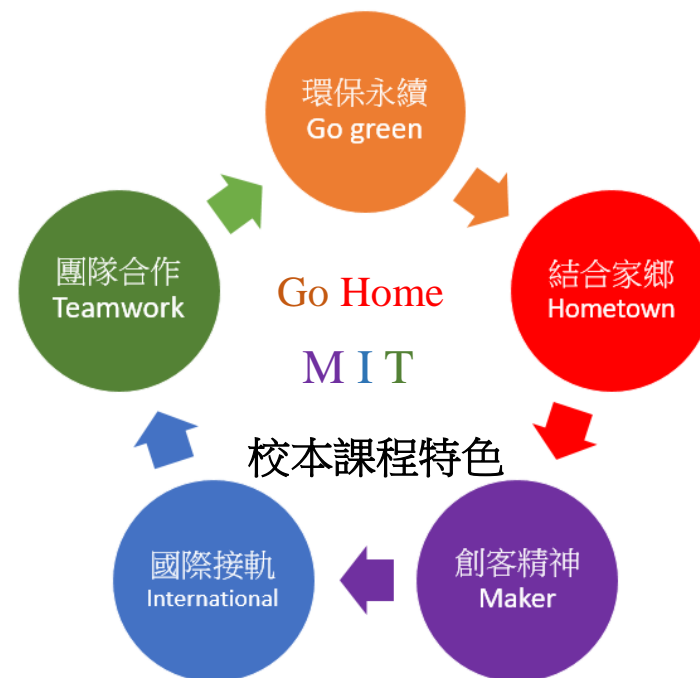 環保永續
Go green
團隊合作
Teamwork
結合家鄉
Hometown
Go Home
M I T
校本課程特色
國際接軌
International
創客精神
Maker